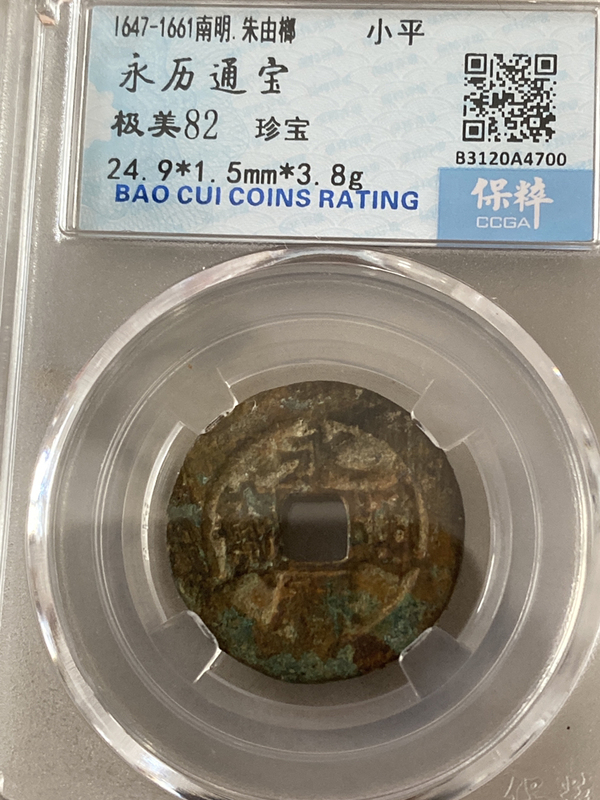 1647-1661南明.朱由榔 小平
永历通宝
极美82 珍宝
B3120A4700
24.9*1.5mm*3.8g
BAO CUI COINS RATING
保粹
CCGA
永